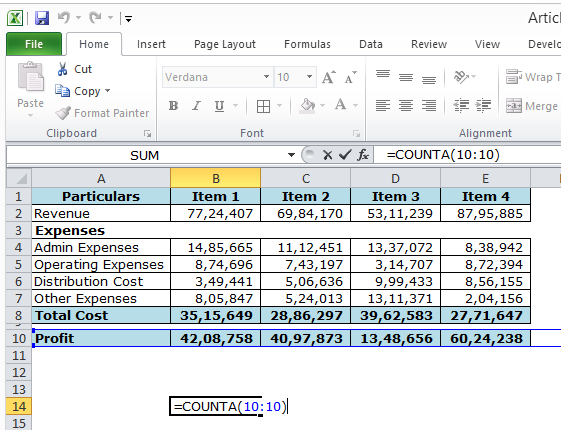 Artic
File Home Insert Page Layout Formulas Data Review View Develo
Cut
Copy
Format Painter
Paste
Clipboard
Verdana 10 A A
B I U A
Font
Wrap T
Merge
Alignment
SUM fx =COUNTA(10:10)
A B C D E
1 Particulars Item 1 Item 2 Item 3 Item 4
2 Revenue 77,24,407 69,84,170 53,11,239 87,95,885
3 Expenses
4 Admin Expenses 14,85,665 11,12,451 13,37,072 8,38,942
5 Operating Expenses 8,74,696 7,43,197 3,14,707 8,72,394
6 Distribution Cost 3,49,441 5,06,636 9,99,433 8,56,155
7 Other Expenses 8,05,847 5,24,013 13,11,371 2,04,156
8 Total Cost 35,15,649 28,86,297 39,62,583 27,71,647
10 Profit 42,08,758 40,97,873 13,48,656 60,24,238
11
12
13
14 =COUNTA(10:10)
15